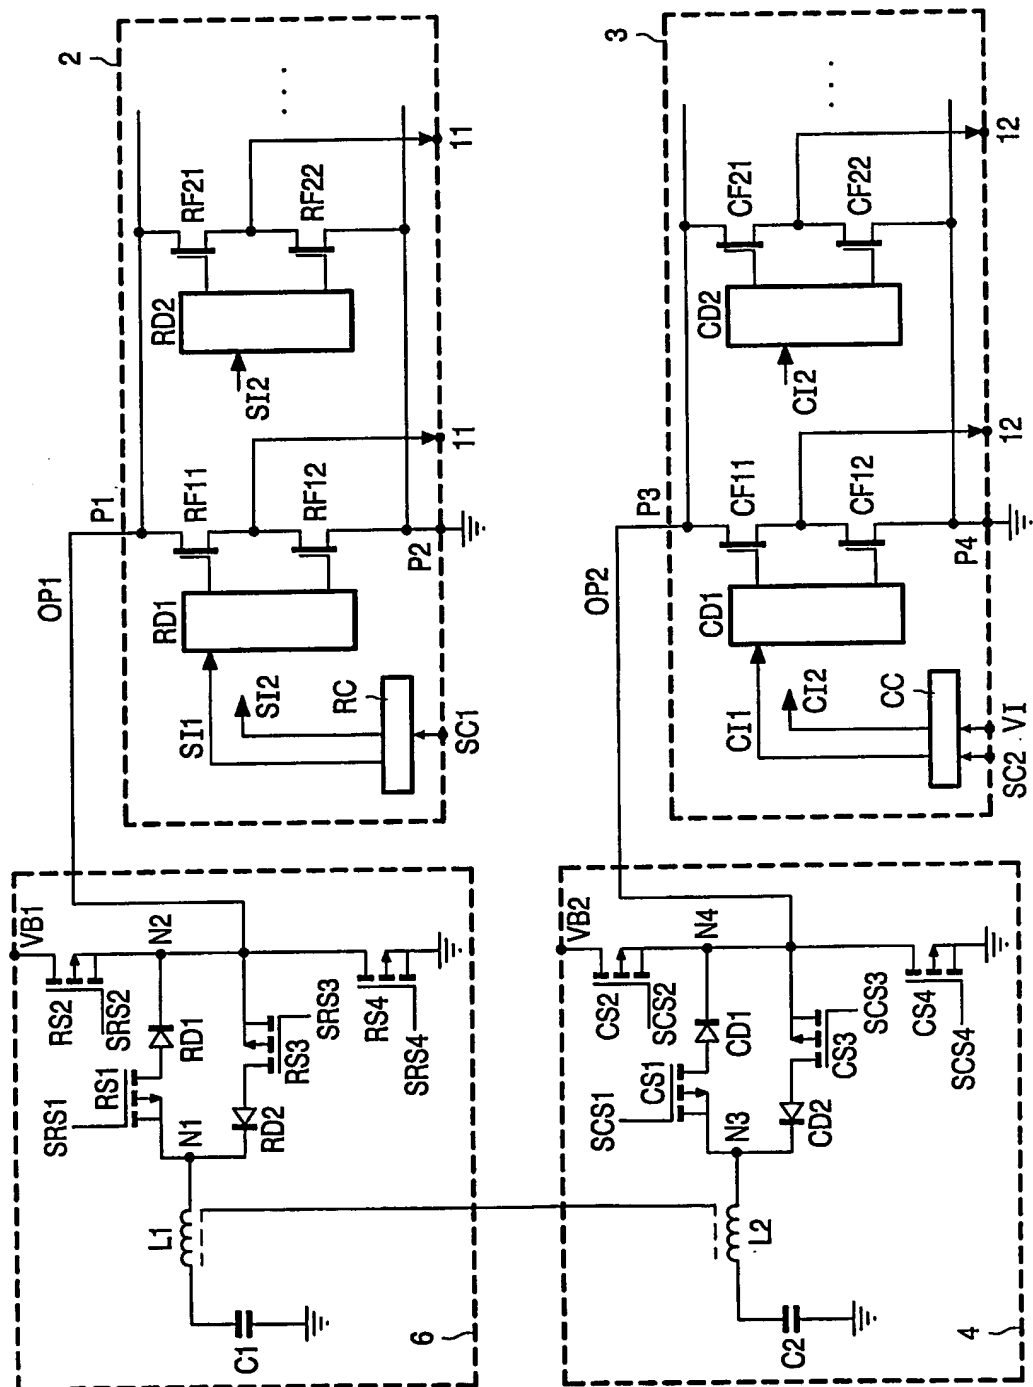 6
C1
L1
N1
SRS1
RS1
RD1
RD2
RS3
SRS3
VB1
RS2
SRS2
N2
RS4
SRS4
OP1
P1
2
SI1
SI2
RC
SC1
RD1
RF11
RF12
P2
11
SI2
RD2
RF21
RF22
11
. . .
4
C2
L2
N3
SCS1
CS1
CD1
CD2
CS3
SCS3
VB2
CS2
SCS2
N4
CS4
SCS4
OP2
P3
3
CI1
CI2
CC
SC2
VI
CD1
CF11
CF12
P4
12
CI2
CD2
CF21
CF22
12
. . .